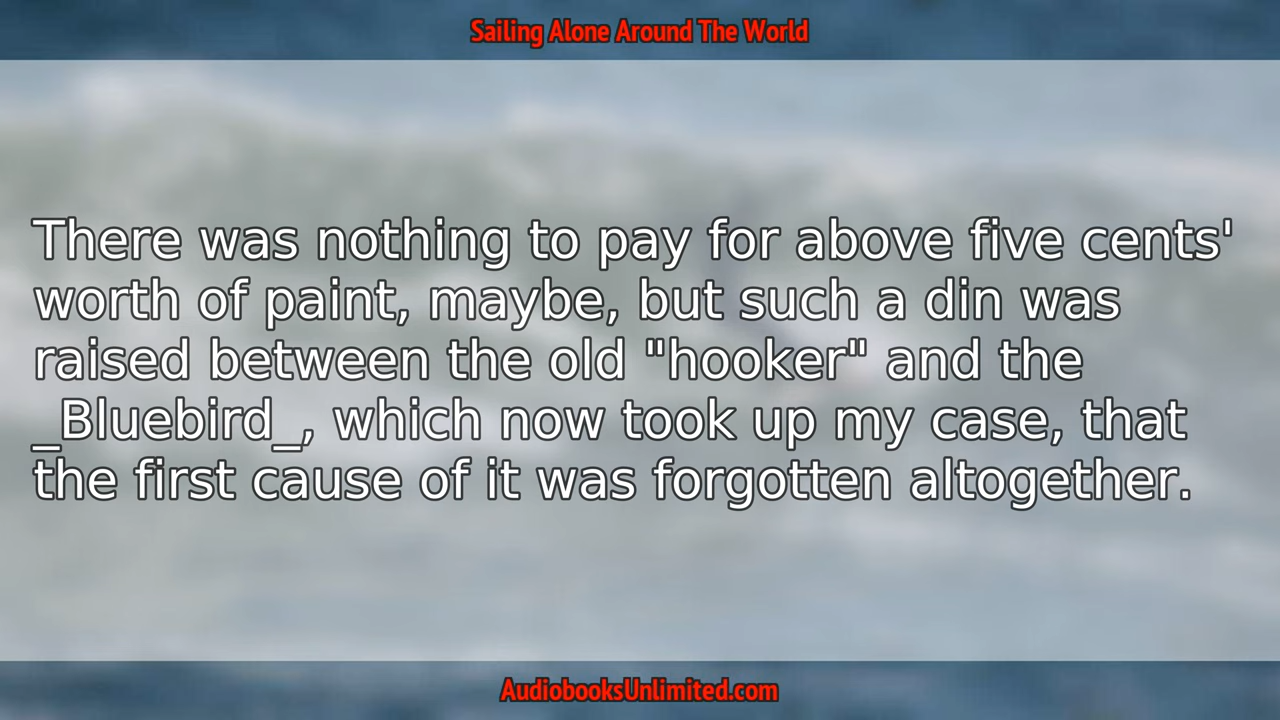 Sailing Alone Around The World
There was nothing to pay for above five cents'
worth of paint, maybe, but such a din was
raised between the old "hooker" and the
_Bluebird_, which now took up my case, that
the first cause of it was forgotten altogether.
AudiobooksUnlimited.com